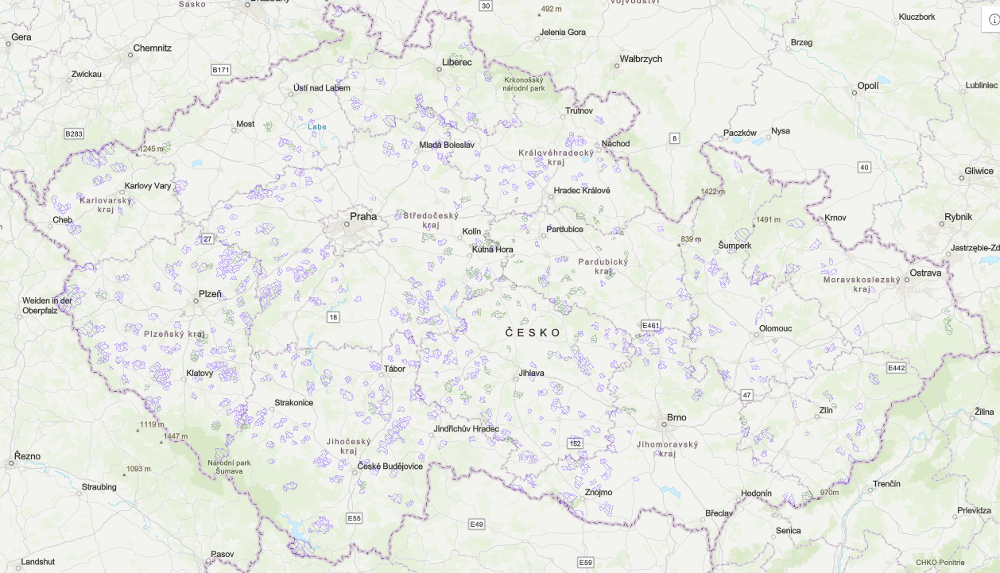 Sasko
30
492 m
Kluczbork
Gera
Jelenia Gora
Brzeg
Chemnitz
Liberec
Wałbrzych
B171
Zwickau
Krkonošský
národní park
Opolí
Lubliniec
Ústí nad Labem
Trutnov
Most
Labe
B283
Paczków
Nysa
8
1245 m
Mladá Boleslav
Náchod
Královéhradecký
kraj
40
Gliwice
Karlovy Vary
Karlovarský
kraj
Hradec Králové
1422 m
Cheb
Praha
Středočeský
kraj
1491 m
Krnov
Rybnik
Kolín
Pardubice
27
839 m
Šumperk
Jastrzębie-Zd
Kutná Hora
Pardubický
kraj
Moravskoslezský
kraj
Ostrava
Plzeň
Weiden in der
Oberpfalz
18
E461
Olomouc
Plzeňský kraj
ČESKO
Klatovy
Tábor
Jihlava
E442
47
Strakonice
Zlín
Žilina
1119 m
1447 m
Brno
Jindřichův Hradec
Jihočeský
kraj
152
Jihomoravský
kraj
Řezno
Národní park
Šumava
1093 m
České Budějovice
Straubing
Trenčín
Znojmo
Hodonín
970m
E55
E49
Břeclav
Prievidza
Senica
Pasov
Landshut
E59
CHKO Ponitrie